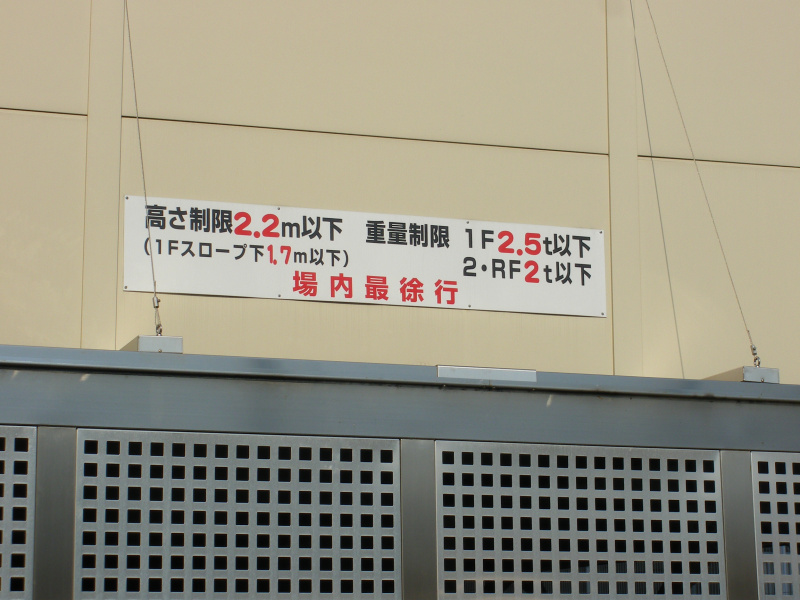 高さ制限2.2m以下 重量制限 1F2.5t以下
(1Fスロープ下1.7m以下) 2・RF2t以下
場内最徐行